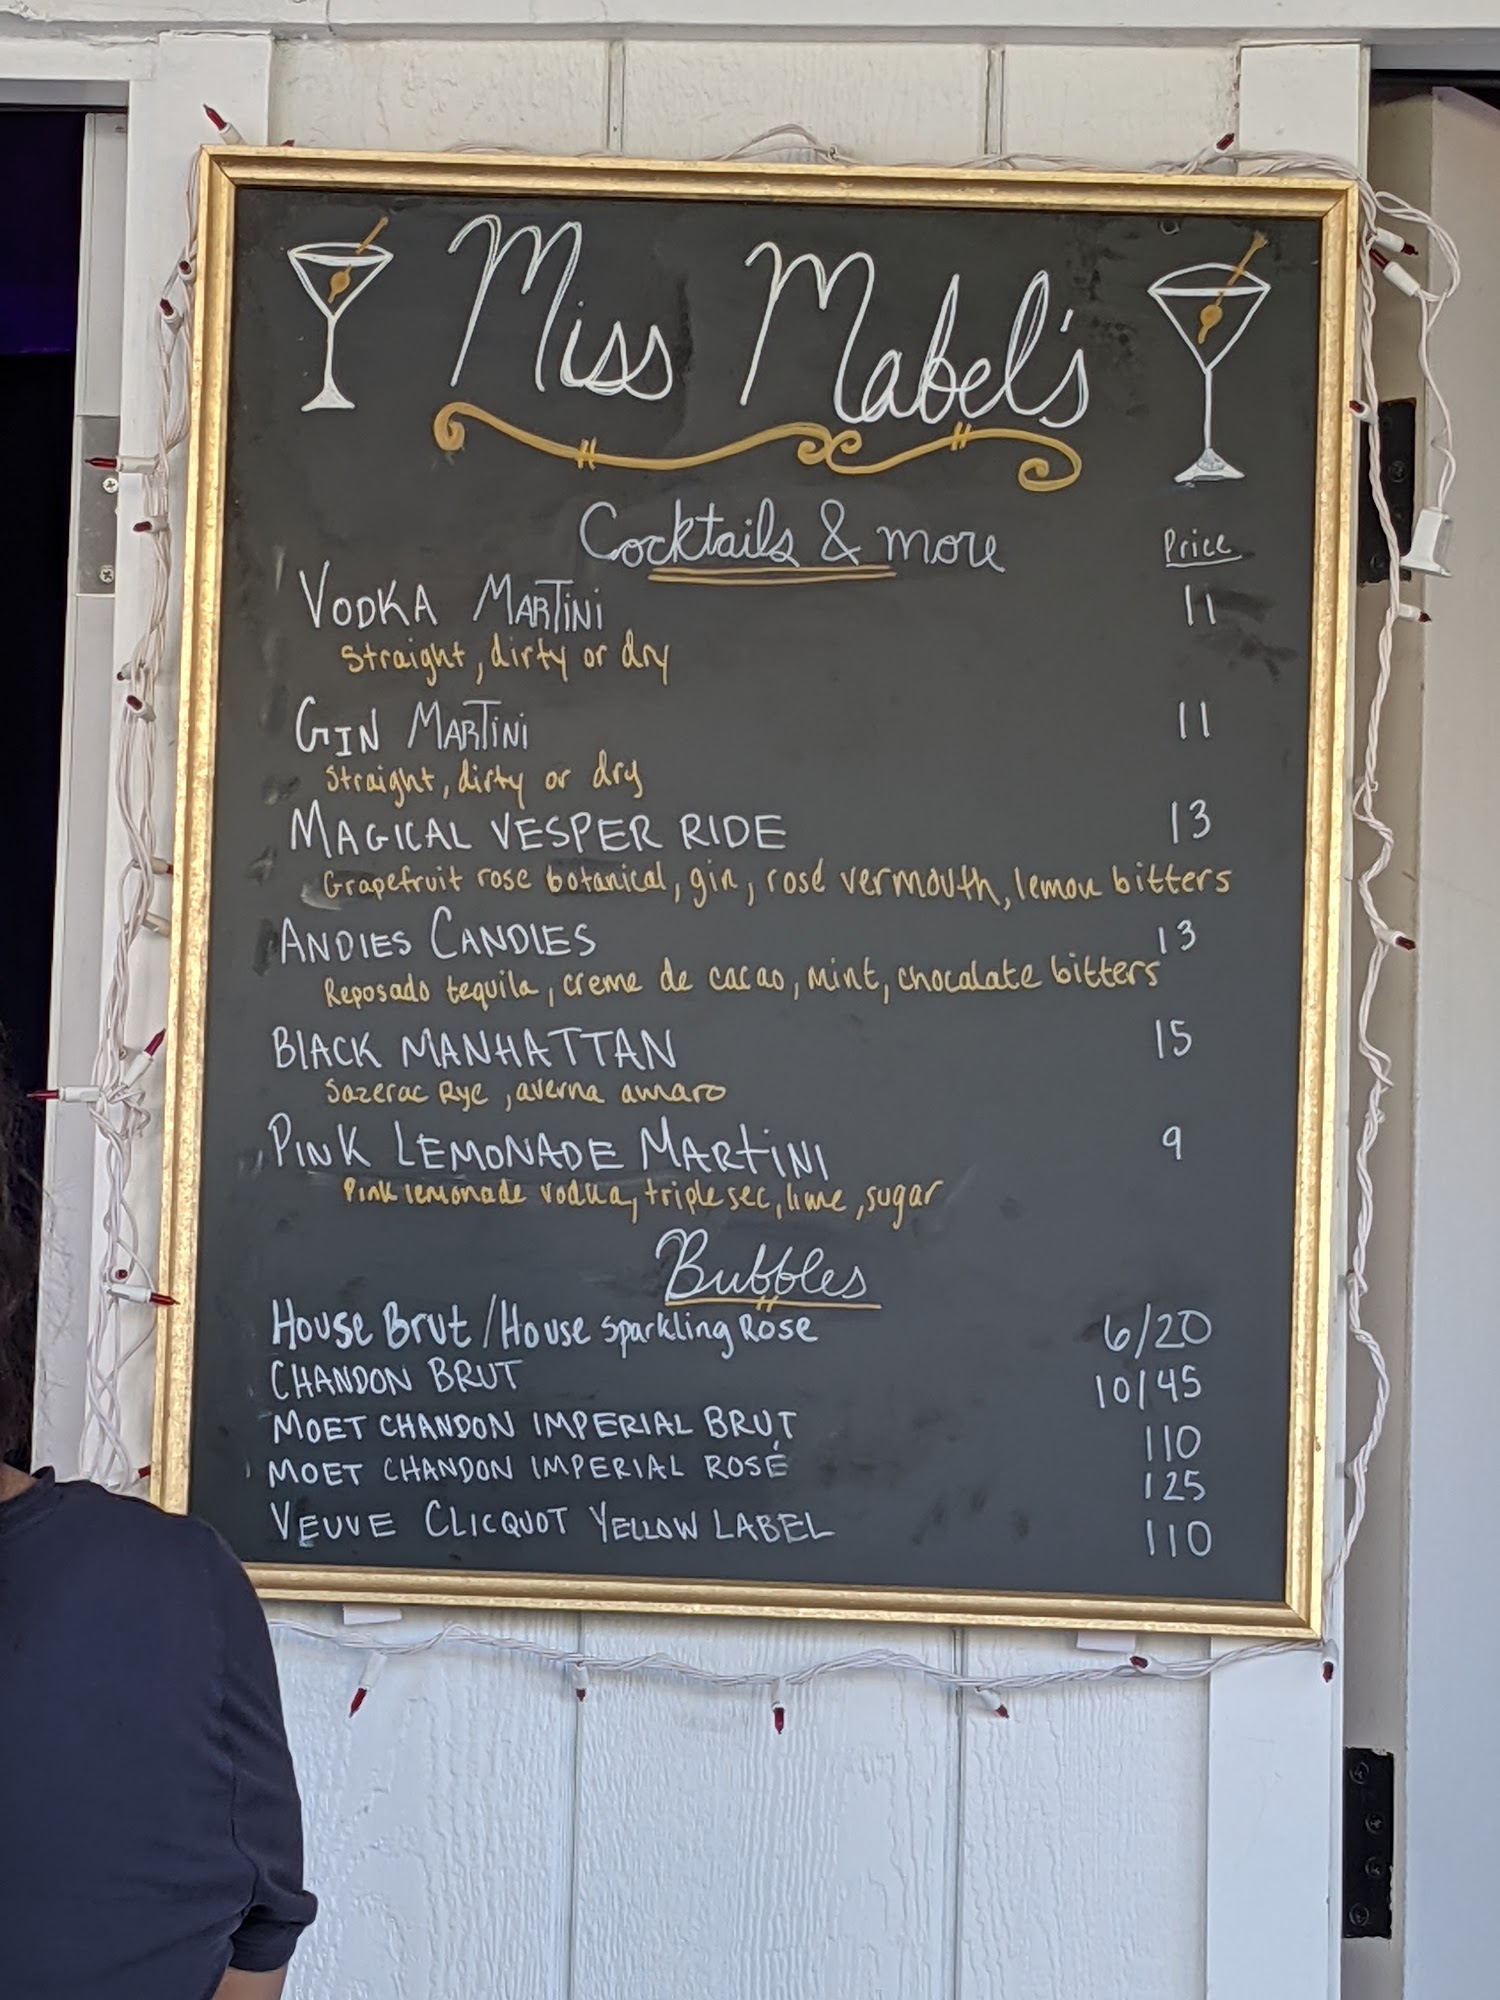 Miss Mabel's
Cocktails & more Price
VODKA MARTINI 11
Straight, dirty or dry
GIN MARTINI 11
Straight, dirty or dry
MAGICAL VESPER RIDE 13
Grapefruit rose botanical, gin, rosé vermouth, lemon bitters
ANDIES CANDIES 13
Reposado tequila, creme de cacao, mint, chocalate bitters
BLACK MANHATTAN 15
Sazerac Rye, averna amaro
PINK LEMONADE MARTINI 9
Pink lemonade vodka, triple sec, lime, sugar
Bubbles
House Brut / House Sparkling Rose 6/20
CHANDON BRUT 10/45
MOET CHANDON IMPERIAL BRUT 110
MOET CHANDON IMPERIAL ROSÉ 125
VEUVE CLICQUOT YELLOW LABEL 110